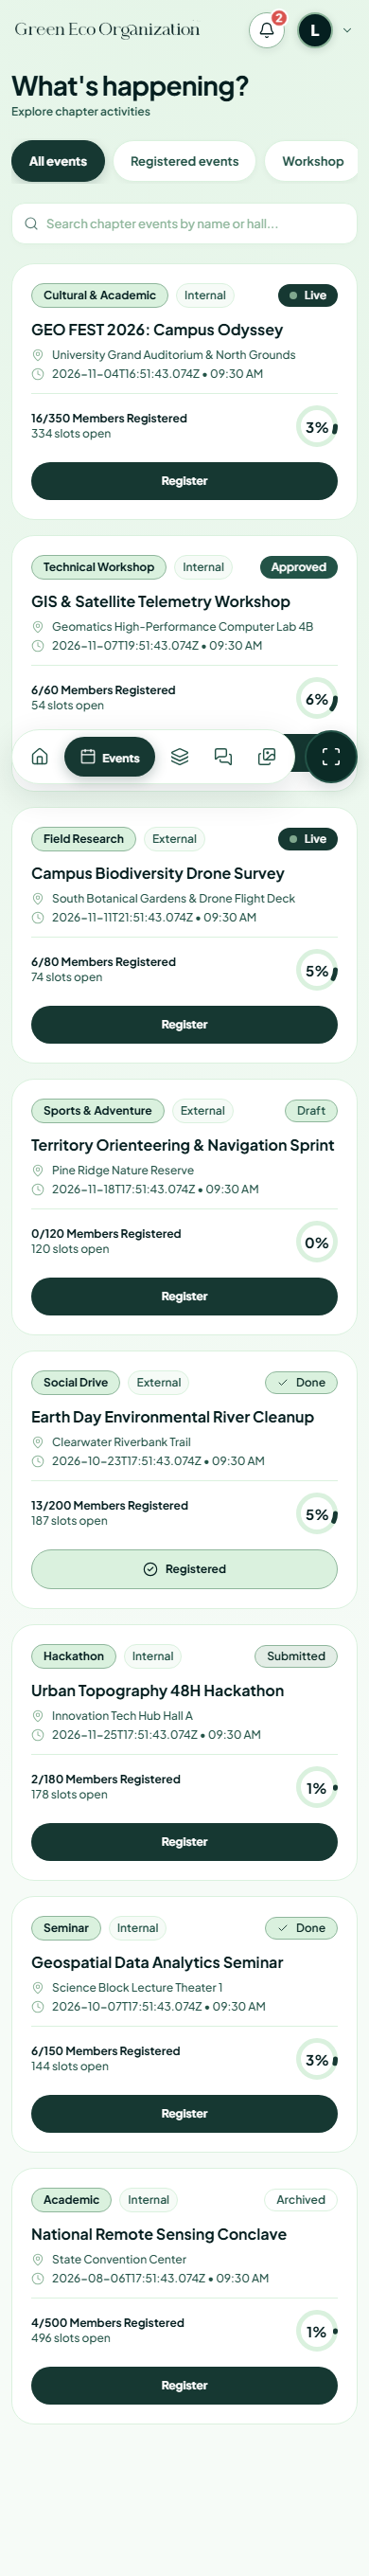 Green Eco Organization
2
L
What's happening?
Explore chapter activities
All events
Registered events
Workshop
Search chapter events by name or hall...
Cultural & Academic
Internal
Live
GEO FEST 2026: Campus Odyssey
University Grand Auditorium & North Grounds
2026-11-04T16:51:43.074Z • 09:30 AM
16/350 Members Registered
334 slots open
3%
Register
Technical Workshop
Internal
Approved
GIS & Satellite Telemetry Workshop
Geomatics High-Performance Computer Lab 4B
2026-11-07T19:51:43.074Z • 09:30 AM
6/60 Members Registered
54 slots open
6%
Events
Field Research
External
Live
Campus Biodiversity Drone Survey
South Botanical Gardens & Drone Flight Deck
2026-11-11T21:51:43.074Z • 09:30 AM
6/80 Members Registered
74 slots open
5%
Register
Sports & Adventure
External
Draft
Territory Orienteering & Navigation Sprint
Pine Ridge Nature Reserve
2026-11-18T17:51:43.074Z • 09:30 AM
0/120 Members Registered
120 slots open
0%
Register
Social Drive
External
Done
Earth Day Environmental River Cleanup
Clearwater Riverbank Trail
2026-10-23T17:51:43.074Z • 09:30 AM
13/200 Members Registered
187 slots open
5%
Registered
Hackathon
Internal
Submitted
Urban Topography 48H Hackathon
Innovation Tech Hub Hall A
2026-11-25T17:51:43.074Z • 09:30 AM
2/180 Members Registered
178 slots open
1%
Register
Seminar
Internal
Done
Geospatial Data Analytics Seminar
Science Block Lecture Theater 1
2026-10-07T17:51:43.074Z • 09:30 AM
6/150 Members Registered
144 slots open
3%
Register
Academic
Internal
Archived
National Remote Sensing Conclave
State Convention Center
2026-08-06T17:51:43.074Z • 09:30 AM
4/500 Members Registered
496 slots open
1%
Register